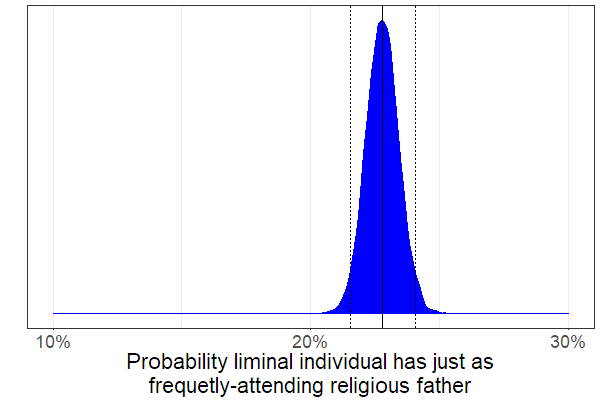 10% 20% 30%
Probability liminal individual has just as
frequetly-attending religious father